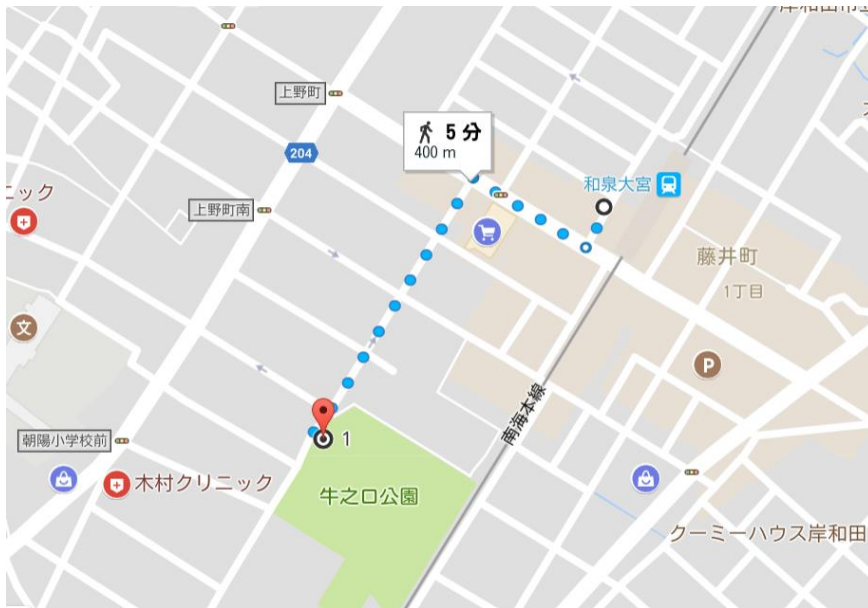 岸和田市立
上野町
5 分
400 m
204
和泉大宮
ニック
上野町南
藤井町
1丁目
文
P
南海本線
朝陽小学校前
1
木村クリニック
牛之口公園
クーミーハウス岸和田